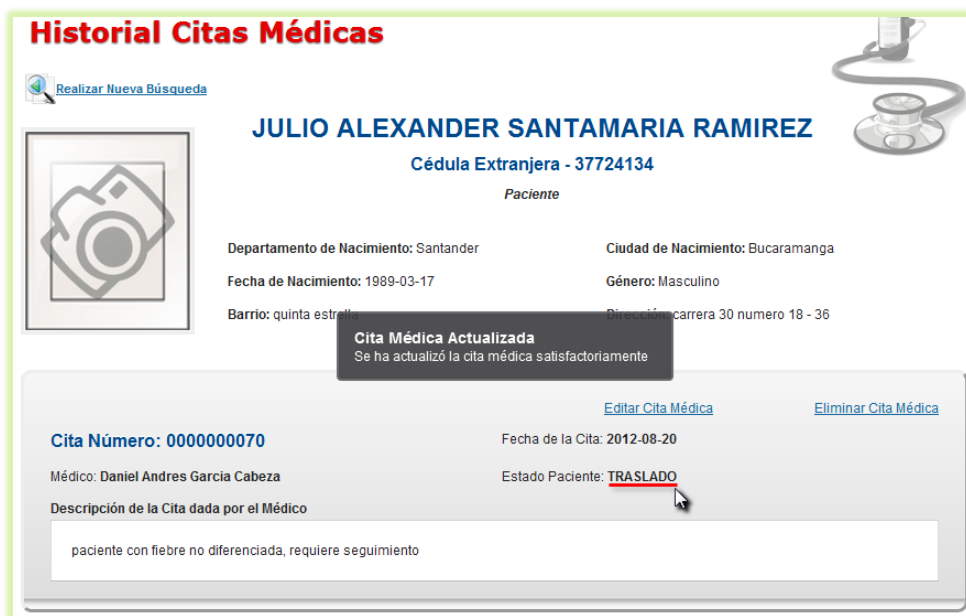 Historial Citas Médicas
Realizar Nueva Búsqueda
JULIO ALEXANDER SANTAMARIA RAMIREZ
Cédula Extranjera - 37724134
Paciente
Departamento de Nacimiento: Santander
Ciudad de Nacimiento: Bucaramanga
Fecha de Nacimiento: 1989-03-17
Género: Masculino
Barrio: quinta estrella
Dirección: carrera 30 numero 18 - 36
Cita Médica Actualizada
Se ha actualizó la cita médica satisfactoriamente
Editar Cita Médica
Eliminar Cita Médica
Cita Número: 0000000070
Fecha de la Cita: 2012-08-20
Médico: Daniel Andres Garcia Cabeza
Estado Paciente: TRASLADO
Descripción de la Cita dada por el Médico
paciente con fiebre no diferenciada, requiere seguimiento